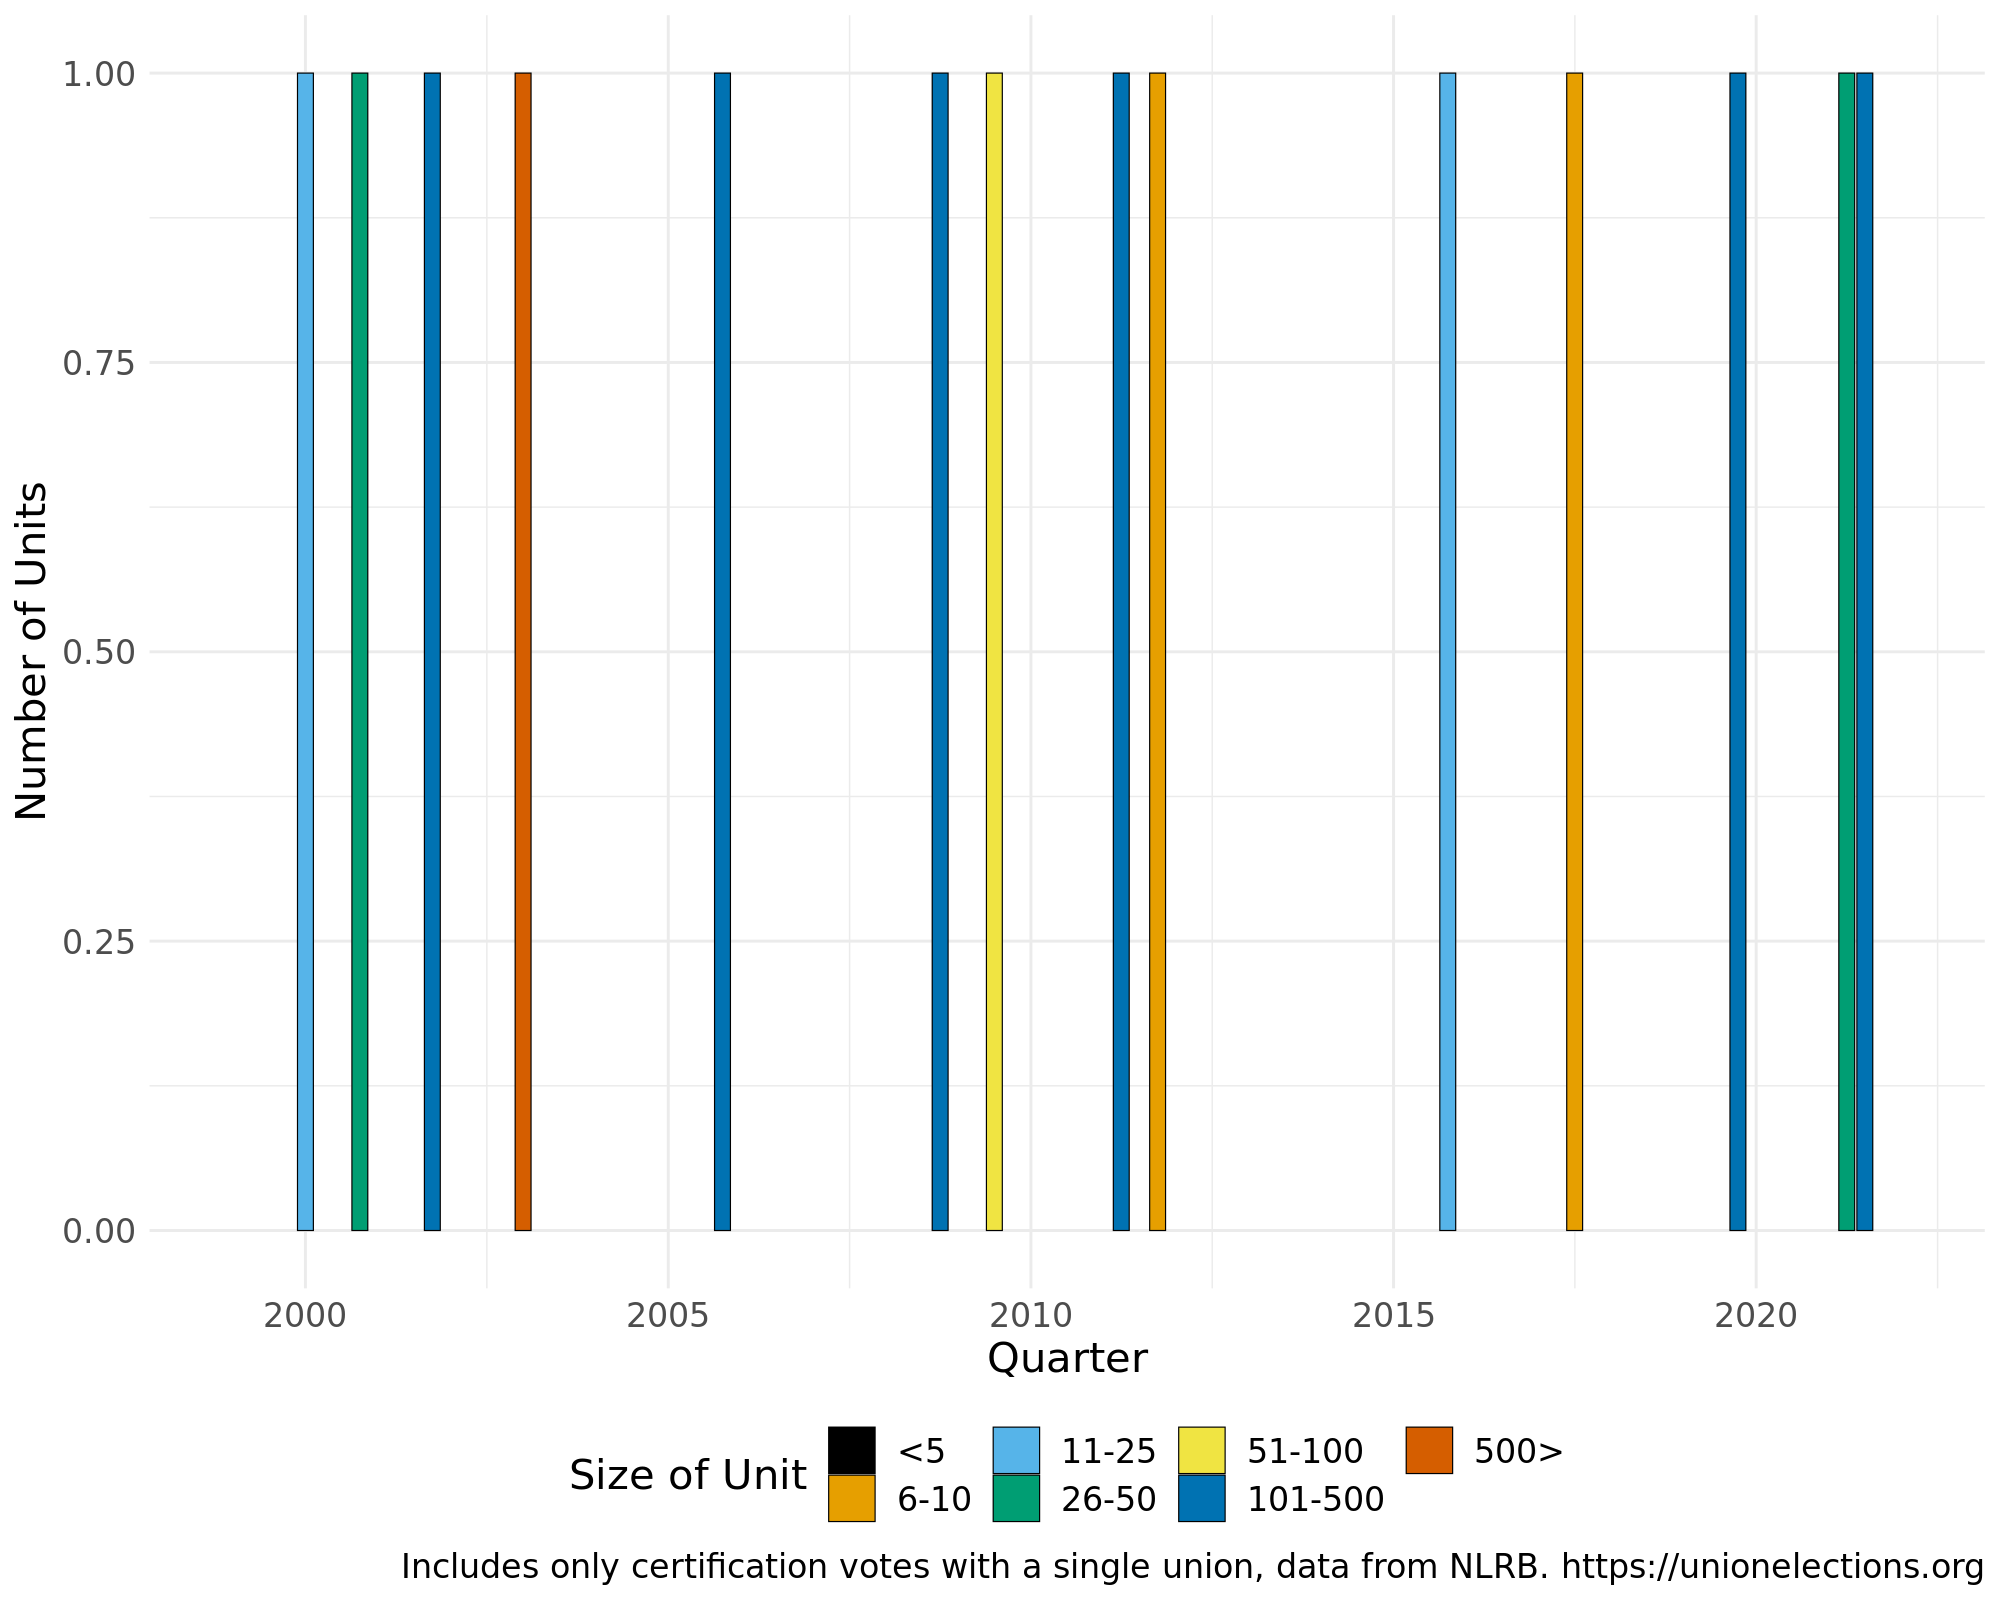 1.00
0.75
0.50
0.25
0.00
Number of Units
2000 2005 2010 2015 2020
Quarter
Size of Unit
<5 11-25 51-100 500>
6-10 26-50 101-500
Includes only certification votes with a single union, data from NLRB. https://unionelections.org